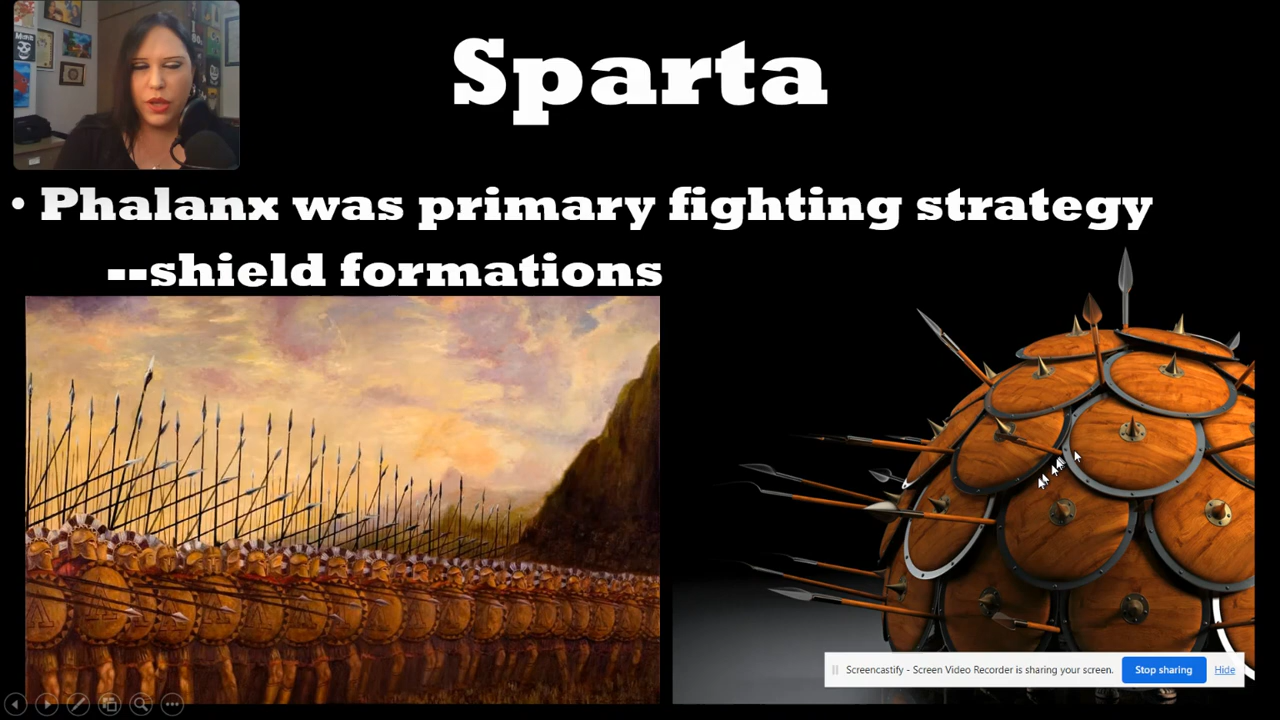 Sparta
• Phalanx was primary fighting strategy
--shield formations
Screencastify - Screen Video Recorder is sharing your screen. Stop sharing Hide